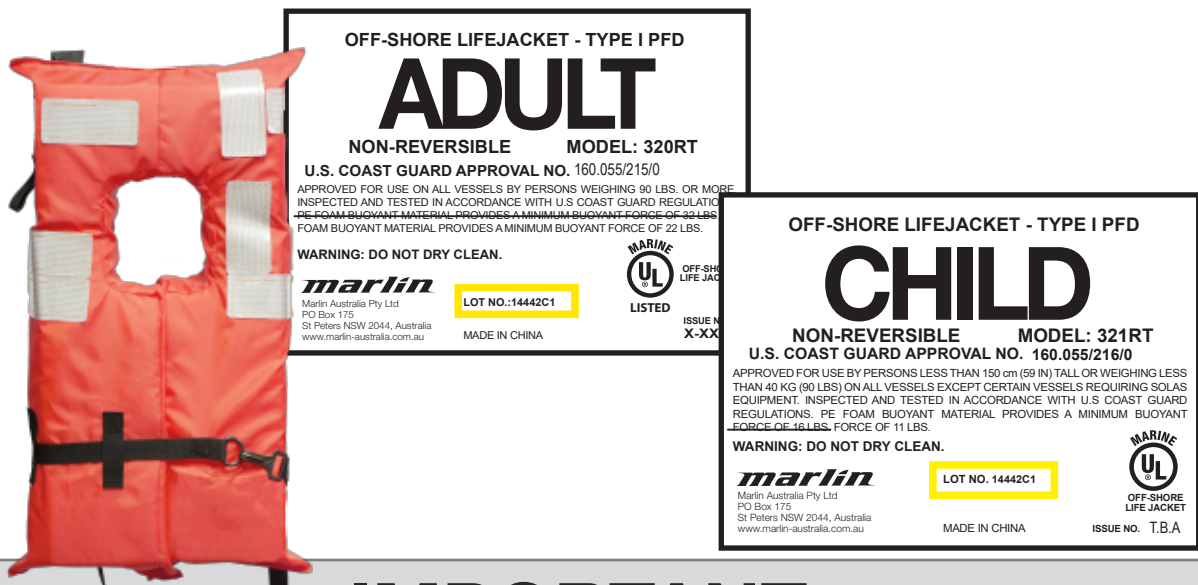 OFF-SHORE LIFEJACKET - TYPE I PFD
ADULT
NON-REVERSIBLE MODEL: 320RT
U.S. COAST GUARD APPROVAL NO. 160.055/215/0
APPROVED FOR USE ON ALL VESSELS BY PERSONS WEIGHING 90 LBS. OR MORE
INSPECTED AND TESTED IN ACCORDANCE WITH U.S COAST GUARD
PE FOAM BUOYANT MATERIAL PROVIDES A MINIMUM BUOYANT FORCE OF 32 LBS
FOAM BUOYANT MATERIAL PROVIDES A MINIMUM BUOYANT FORCE OF 22 LBS.
WARNING: DO NOT DRY CLEAN.
marlin
Marlin Australia Pty Ltd
PO Box 175
St Peters NSW 2044, Australia
www.marlin-australia.com.au
LOT NO.:14442C1
MADE IN CHINA
MARINE
UL
®
LISTED
OFF-SHO
LIFE JAC
ISSUE N
X-XX
OFF-SHORE LIFEJACKET - TYPE I PFD
CHILD
NON-REVERSIBLE MODEL: 321RT
U.S. COAST GUARD APPROVAL NO. 160.055/216/0
APPROVED FOR USE BY PERSONS LESS THAN 150 cm (59 IN) TALL OR WEIGHING LESS
THAN 40 KG (90 LBS) ON ALL VESSELS EXCEPT CERTAIN VESSELS REQUIRING SOLAS
EQUIPMENT. INSPECTED AND TESTED IN ACCORDANCE WITH U.S COAST GUARD
REGULATIONS. PE FOAM BUOYANT MATERIAL PROVIDES A MINIMUM BUOYANT
FORCE OF 16 LBS. FORCE OF 11 LBS.
WARNING: DO NOT DRY CLEAN.
marlin
Marlin Australia Pty Ltd
PO Box 175
St Peters NSW 2044, Australia
www.marlin-australia.com.au
LOT NO. 14442C1
MADE IN CHINA
MARINE
UL
®
OFF-SHORE
LIFE JACKET
ISSUE NO. T.B.A
IMPORTANT